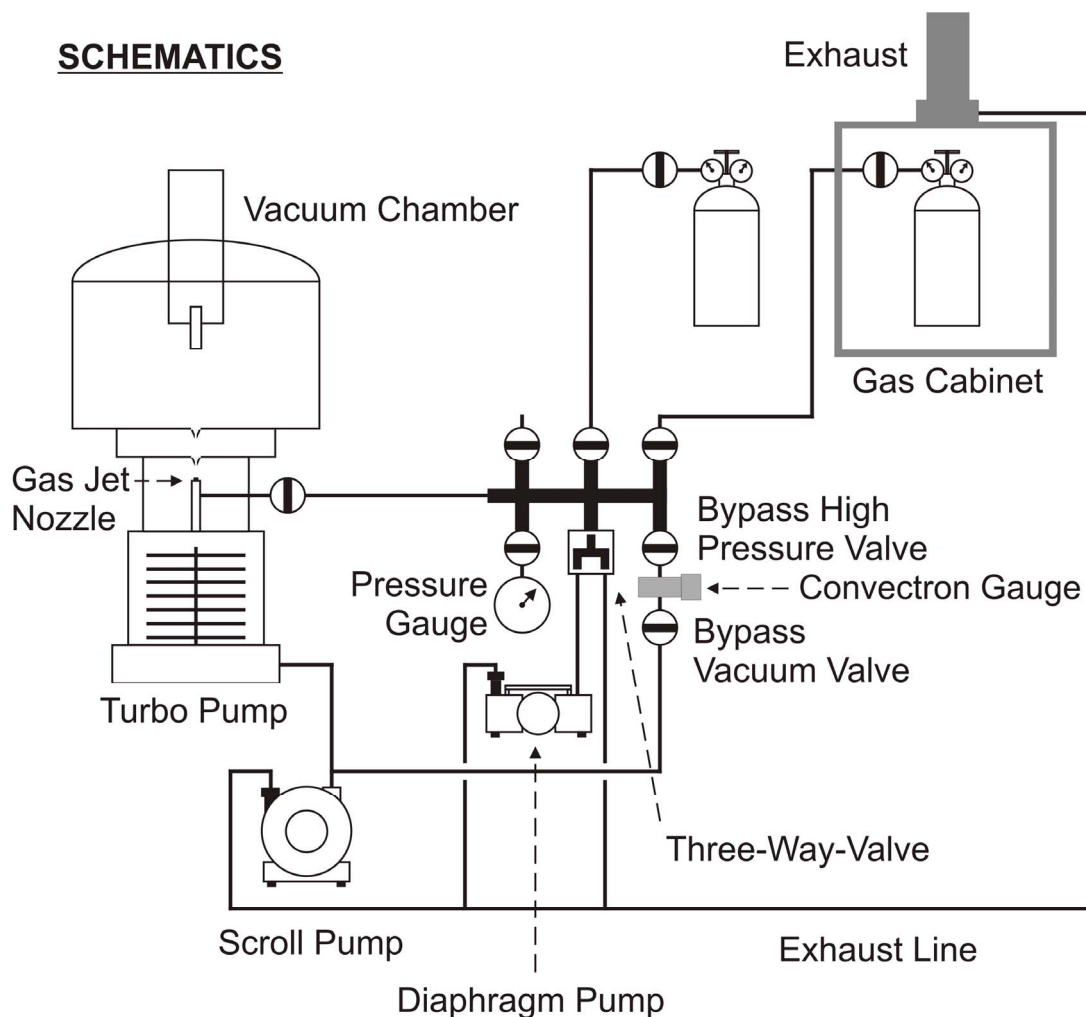 SCHEMATICS
Exhaust
Vacuum Chamber
Gas Cabinet
Gas Jet
Nozzle
Bypass High
Pressure Valve
Pressure
Gauge
Convectron Gauge
Bypass
Vacuum Valve
Turbo Pump
Three-Way-Valve
Scroll Pump
Exhaust Line
Diaphragm Pump